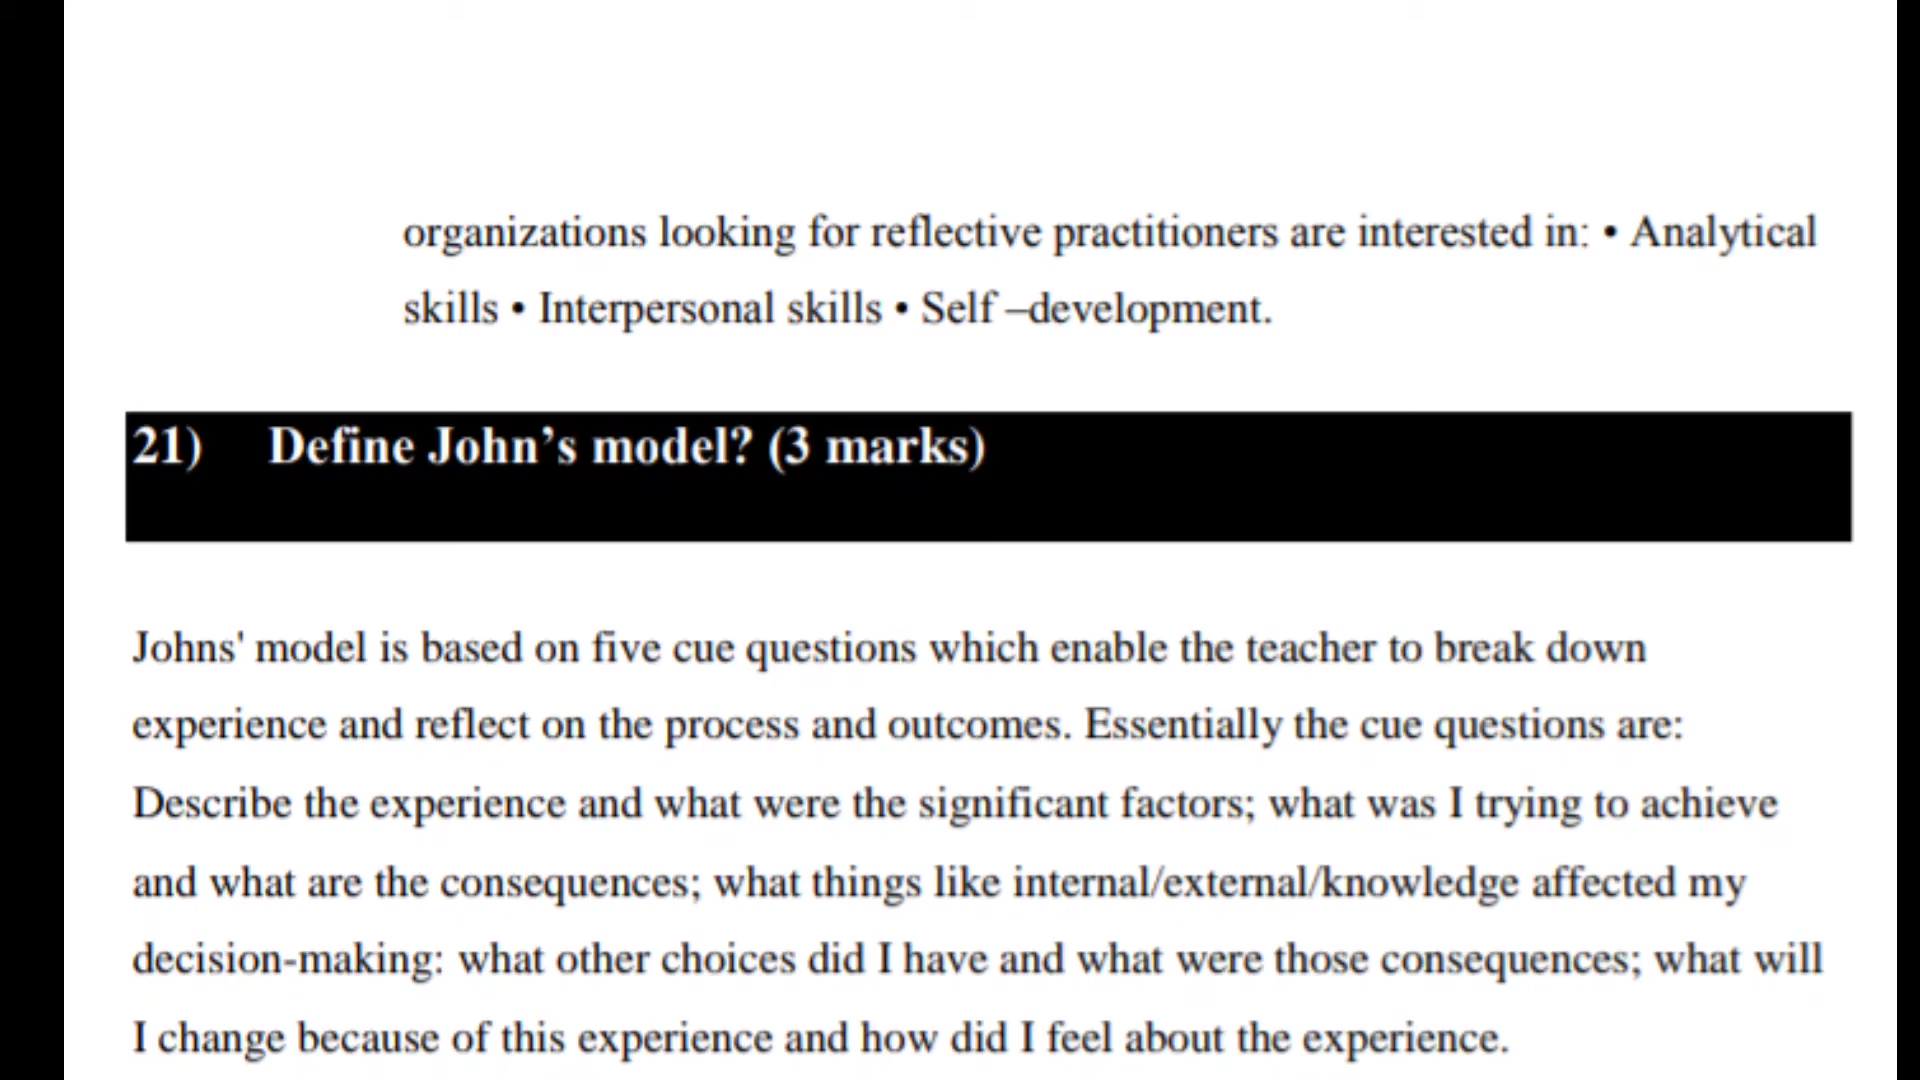 organizations looking for reflective practitioners are interested in: • Analytical
skills • Interpersonal skills • Self –development.
21) Define John’s model? (3 marks)
Johns' model is based on five cue questions which enable the teacher to break down
experience and reflect on the process and outcomes. Essentially the cue questions are:
Describe the experience and what were the significant factors; what was I trying to achieve
and what are the consequences; what things like internal/external/knowledge affected my
decision-making: what other choices did I have and what were those consequences; what will
I change because of this experience and how did I feel about the experience.